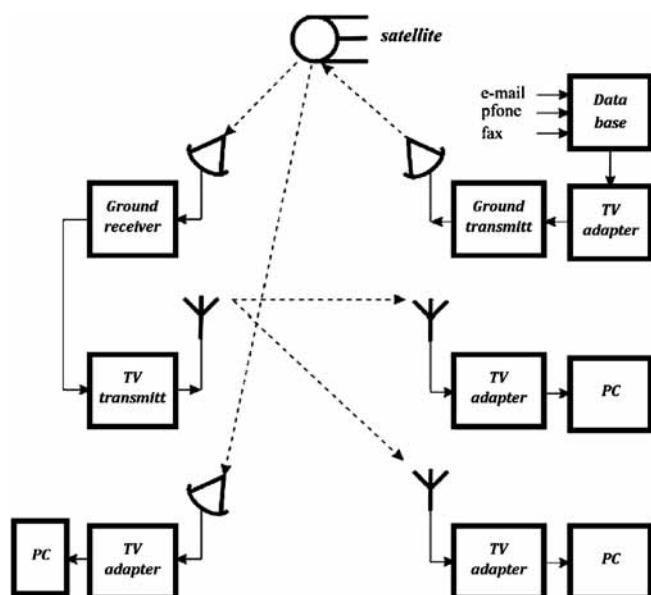 satellite
e-mail
pfone
fax
Data
base
Ground
receiver
Ground
transmitt
TV
adapter
TV
transmitt
TV
adapter
PC
PC
TV
adapter
TV
adapter
PC